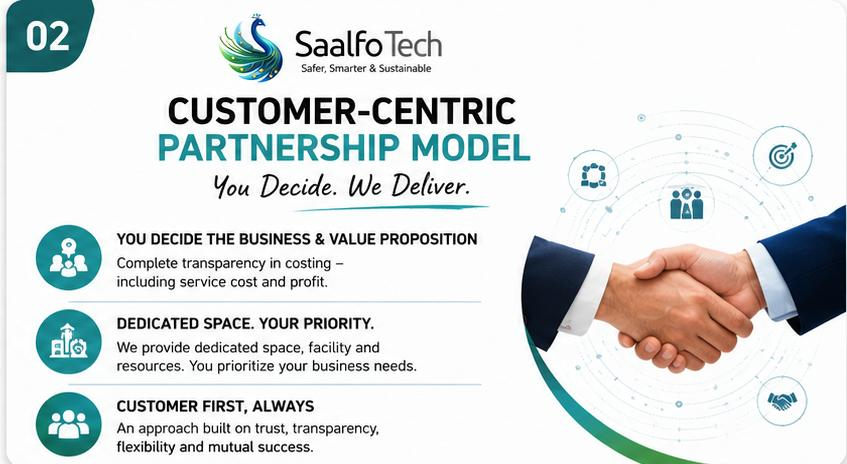 02
SaalfoTech
Safer, Smarter & Sustainable
CUSTOMER-CENTRIC
PARTNERSHIP MODEL
You Decide. We Deliver.
YOU DECIDE THE BUSINESS & VALUE PROPOSITION
Complete transparency in costing –
including service cost and profit.
DEDICATED SPACE. YOUR PRIORITY.
We provide dedicated space, facility and
resources. You prioritize your business needs.
CUSTOMER FIRST, ALWAYS
An approach built on trust, transparency,
flexibility and mutual success.